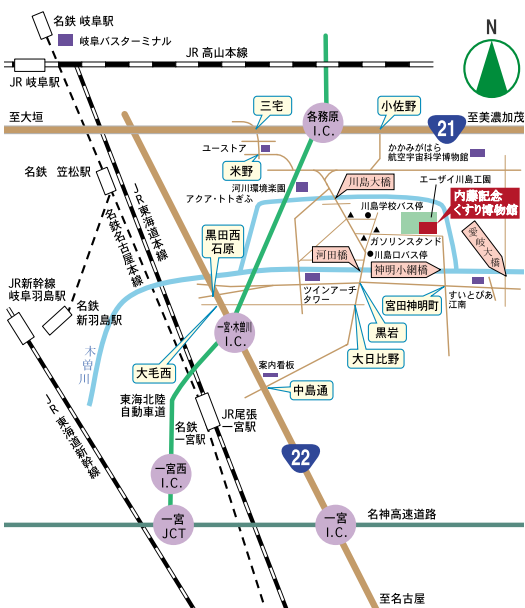 名鉄 岐阜駅
岐阜バスターミナル
N
JR 高山本線
JR 岐阜駅
至大垣
三宅
各務原
I.C.
小佐野
21
至美濃加茂
ユーストア
米野
かかみがはら
航空宇宙科学博物館
名鉄 笠松駅
河川環境楽園
アクア・トトぎふ
川島大橋
エーザイ川島工園
内藤記念
くすり博物館
川島学校バス停
JR東海道本線
名鉄名古屋本線
黒田西
石原
ガソリンスタンド
川島口バス停
愛岐大橋
河田橋
神明小網橋
JR新幹線
岐阜羽島駅
名鉄
新羽島駅
ツインアーチ
タワー
宮田神明町
すいとぴあ
江南
一宮・木曽川
I.C.
黒岩
木曽川
大毛西
案内看板
大日比野
中島通
東海北陸
自動車道
JR尾張
一宮駅
名鉄
一宮駅
JR東海道新幹線
22
一宮西
I.C.
一宮
JCT
一宮
I.C.
名神高速道路
至名古屋